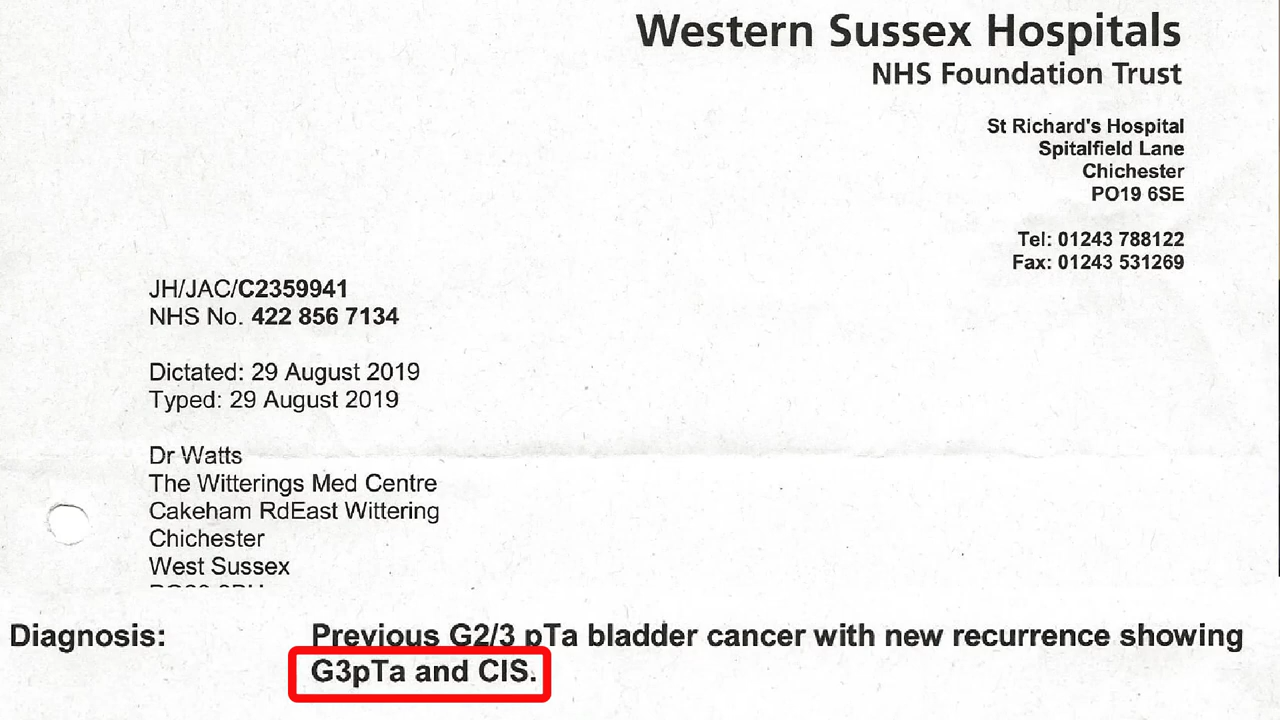 Western Sussex Hospitals
NHS Foundation Trust
St Richard's Hospital
Spitalfield Lane
Chichester
PO19 6SE
Tel: 01243 788122
Fax: 01243 531269
JH/JAC/C2359941
NHS No. 422 856 7134
Dictated: 29 August 2019
Typed: 29 August 2019
Dr Watts
The Witterings Med Centre
Cakeham RdEast Wittering
Chichester
West Sussex
Diagnosis: Previous G2/3 pTa bladder cancer with new recurrence showing
G3pTa and CIS.